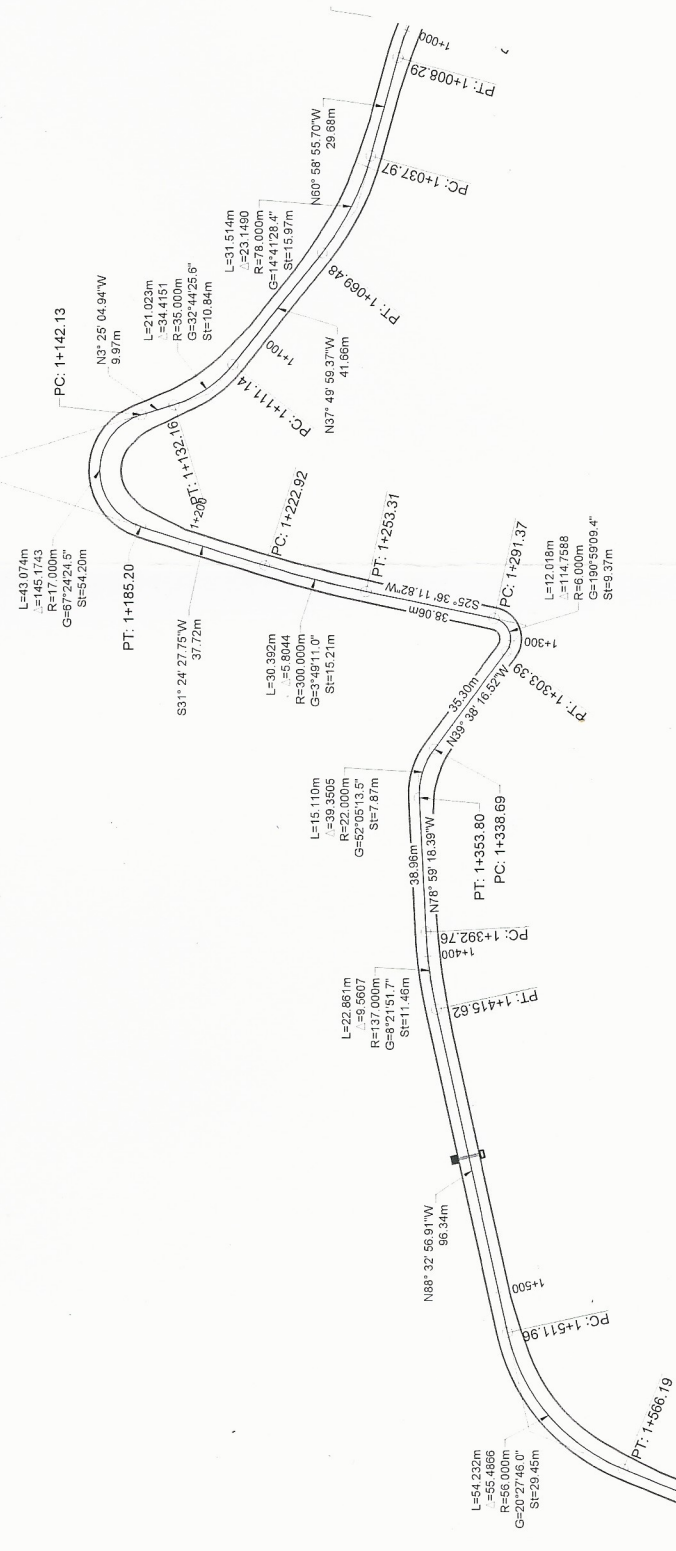 1+000
PT: 1+008.29
N60° 58' 55.70"W
29.68m
PC: 1+037.97
L=31.514m
△=23.1490
R=78.000m
G=14°41'28.4"
St=15.97m
PT: 1+069.48
N37° 49' 59.37"W
41.66m
1+100
PC: 1+111.14
L=21.023m
△=34.4151
R=35.000m
G=32°44'25.6"
St=10.84m
N3° 25' 04.94"W
9.97m
PT: 1+132.16
PC: 1+142.13
L=43.074m
△=145.1743
R=17.000m
G=67°24'24.5"
St=54.20m
PT: 1+185.20
1+200
S31° 24' 27.75"W
37.72m
PC: 1+222.92
L=30.392m
△=5.8044
R=300.000m
G=3°49'11.0"
St=15.21m
PT: 1+253.31
S25° 36' 11.82"W
38.06m
PC: 1+291.37
L=12.018m
△=114.7588
R=6.000m
G=190°59'09.4"
St=9.37m
1+300
PT: 1+303.39
35.30m
N39° 38' 16.52"W
L=15.110m
△=39.3505
R=22.000m
G=52°05'13.5"
St=7.87m
PT: 1+353.80
PC: 1+338.69
38.96m
N78° 59' 18.39"W
PC: 1+392.76
1+400
L=22.861m
△=9.5607
R=137.000m
G=8°21'51.7"
St=11.46m
PT: 1+415.62
N88° 32' 56.91"W
96.34m
1+500
PC: 1+511.96
L=54.232m
△=55.4866
R=56.000m
G=20°27'46.0"
St=29.45m
PT: 1+566.19